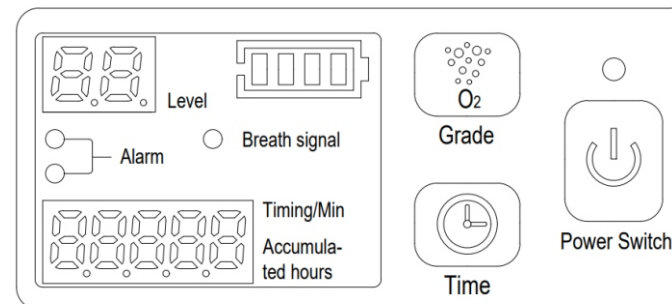 Level
Alarm
Breath signal
Timing/Min
Accumula-
ted hours
O2
Grade
Time
Power Switch